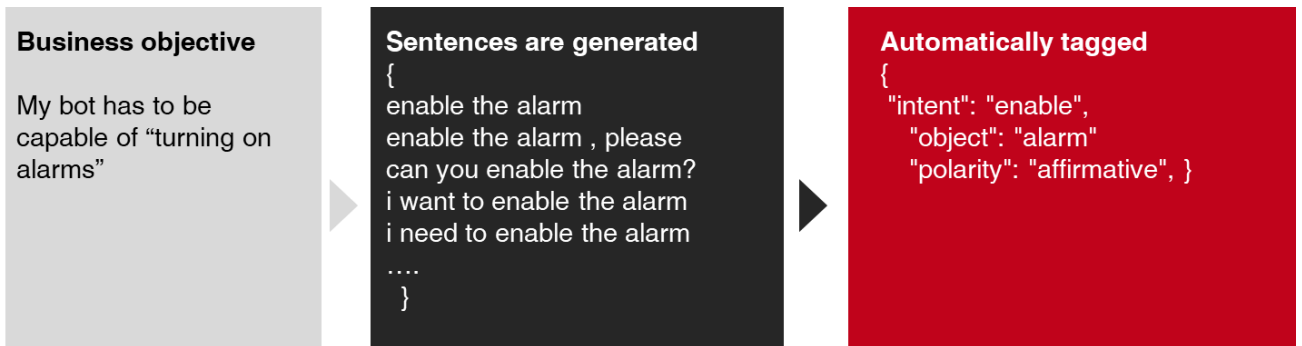 Business objective
My bot has to be
capable of “turning on
alarms”
Sentences are generated
{
enable the alarm
enable the alarm , please
can you enable the alarm?
i want to enable the alarm
i need to enable the alarm
....
}
Automatically tagged
{
"intent": "enable",
"object": "alarm"
"polarity": "affirmative", }